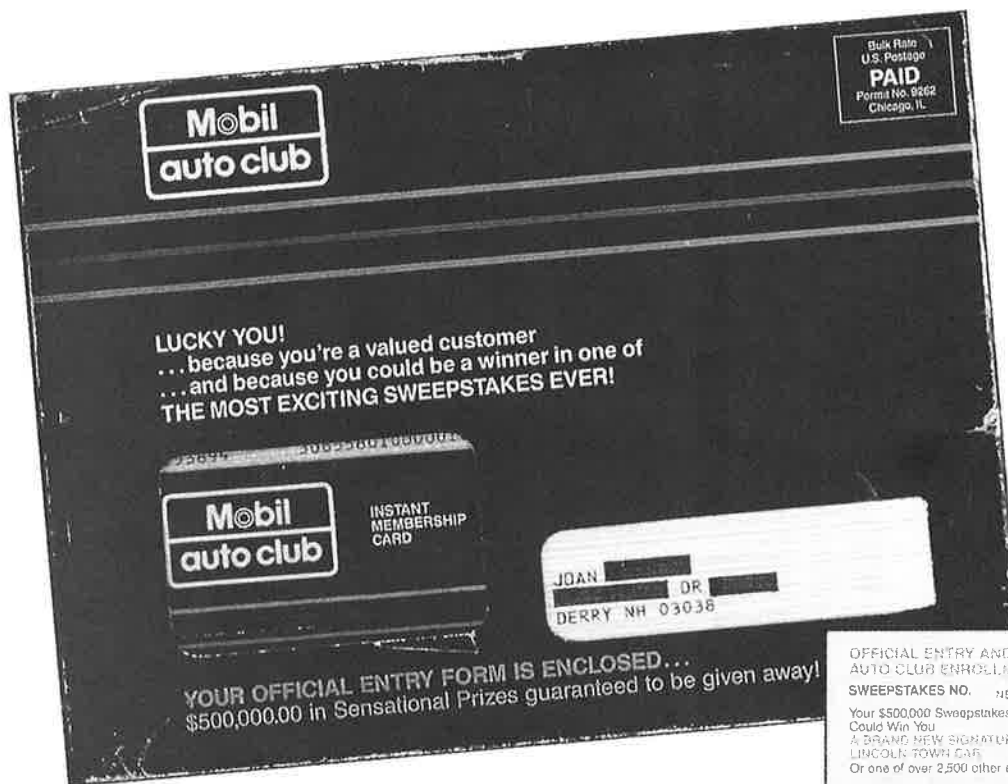 Bulk Rate
U.S. Postage
PAID
Permit No. 9262
Chicago, IL
Mobil
auto club
LUCKY YOU!
...because you're a valued customer
...and because you could be a winner in one of
THE MOST EXCITING SWEEPSTAKES EVER!
Mobil
auto club
INSTANT
MEMBERSHIP
CARD
JOAN
DR
DERRY NH 03038
YOUR OFFICIAL ENTRY FORM IS ENCLOSED...
$500,000.00 in Sensational Prizes guaranteed to be given away!
OFFICIAL ENTRY AND
AUTO CLUB
SWEEPSTAKES NO.
Your $500,000 Sweepstakes
Could Win You
A BRAND NEW
LINCOLN TOWN CAR
Or one of over 2,500 other